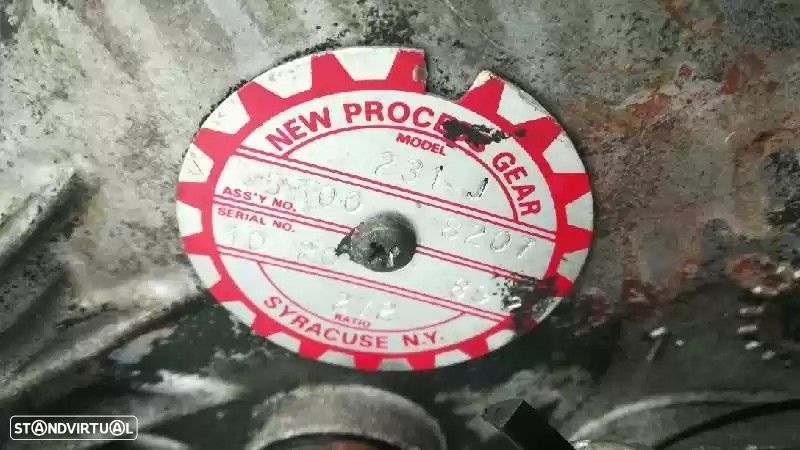 NEW PROCESS GEAR
MODEL
231-J
ASS'Y NO.
8207
SERIAL NO.
RATIO
SYRACUSE N.Y.
STANDVIRTUAL